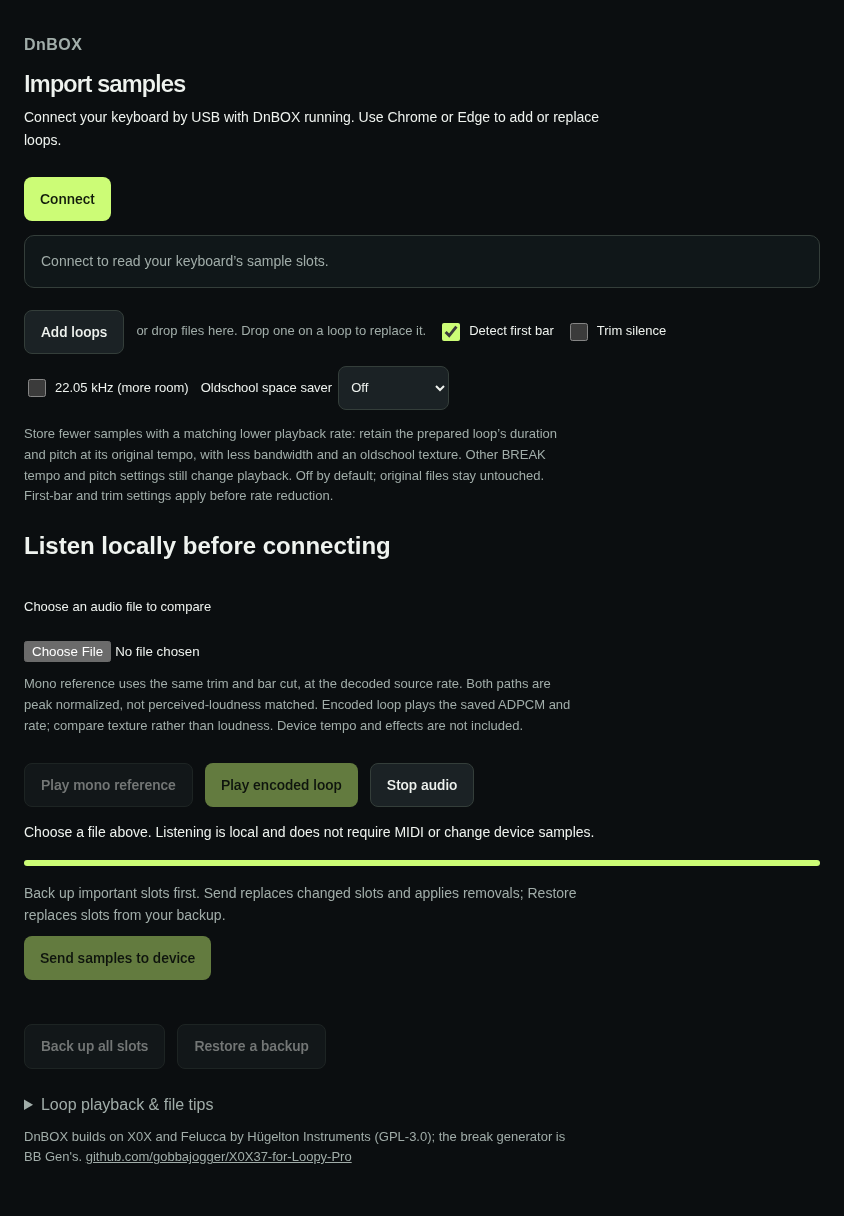 DnBOX
Import samples
Connect your keyboard by USB with DnBOX running. Use Chrome or Edge to add or replace
loops.
Connect
Connect to read your keyboard's sample slots.
Add loops or drop files here. Drop one on a loop to replace it. Detect first bar Trim silence
22.05 kHz (more room) Oldschool space saver Off
Store fewer samples with a matching lower playback rate: retain the prepared loop's duration
and pitch at its original tempo, with less bandwidth and an oldschool texture. Other BREAK
tempo and pitch settings still change playback. Off by default; original files stay untouched.
First-bar and trim settings apply before rate reduction.
Listen locally before connecting
Choose an audio file to compare
Choose File No file chosen
Mono reference uses the same trim and bar cut, at the decoded source rate. Both paths are
peak normalized, not perceived-loudness matched. Encoded loop plays the saved ADPCM and
rate; compare texture rather than loudness. Device tempo and effects are not included.
Play mono reference Play encoded loop Stop audio
Choose a file above. Listening is local and does not require MIDI or change device samples.
Back up important slots first. Send replaces changed slots and applies removals; Restore
replaces slots from your backup.
Send samples to device
Back up all slots Restore a backup
Loop playback & file tips
DnBOX builds on X0X and Felucca by Hügelton Instruments (GPL-3.0); the break generator is
BB Gen's. github.com/gobbajogger/X0X37-for-Loopy-Pro